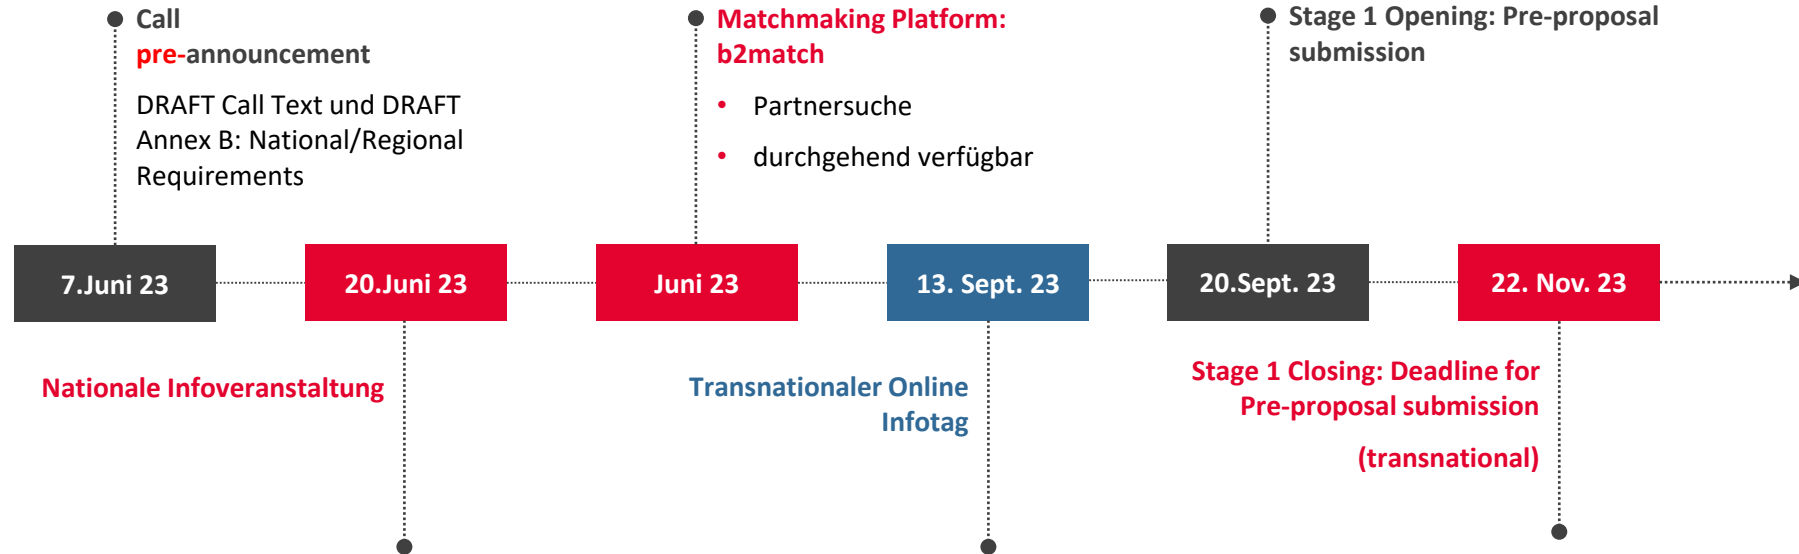 Call
pre-announcement
DRAFT Call Text und DRAFT
Annex B: National/Regional
Requirements
Matchmaking Platform:
b2match
• Partnersuche
• durchgehend verfügbar
Stage 1 Opening: Pre-proposal
submission
7.Juni 23
20.Juni 23
Juni 23
13. Sept. 23
20.Sept. 23
22. Nov. 23
Nationale Infoveranstaltung
Transnationaler Online
Infotag
Stage 1 Closing: Deadline for
Pre-proposal submission
(transnational)